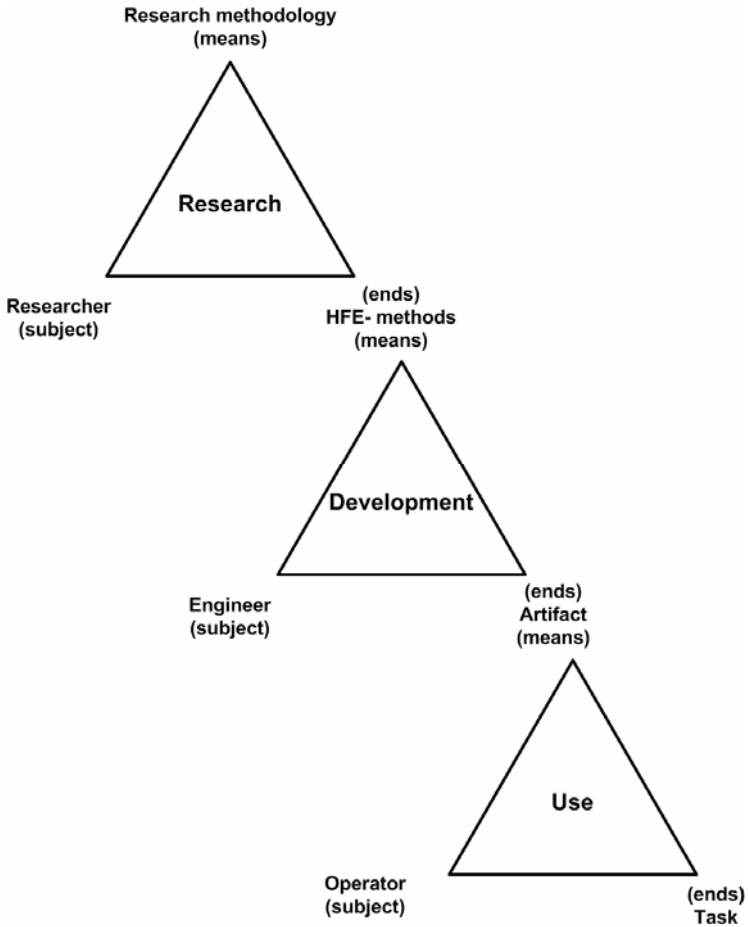 Research methodology
(means)
Research
Researcher
(subject)
(ends)
HFE- methods
(means)
Development
Engineer
(subject)
(ends)
Artifact
(means)
Use
Operator
(subject)
(ends)
Task